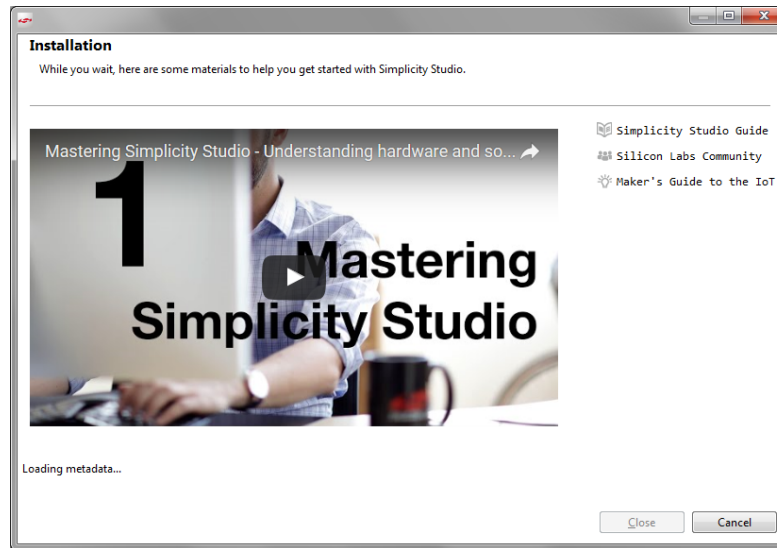 Installation
While you wait, here are some materials to help you get started with Simplicity Studio.
Mastering Simplicity Studio - Understanding hardware and so...
1
Mastering
Simplicity Studio
Simplicity Studio Guide
Silicon Labs Community
Maker's Guide to the IoT
Loading metadata...
Close
Cancel